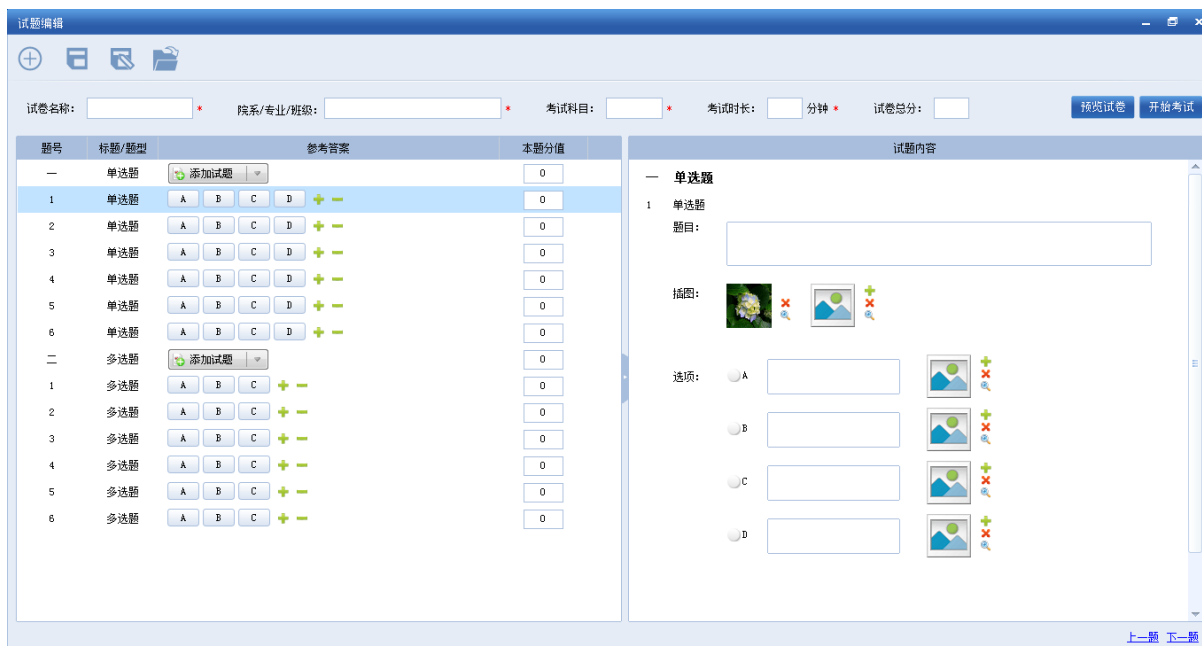 试题编辑
试卷名称: * 院系/专业/班级: * 考试科目: * 考试时长: 分钟 * 试卷总分: 预览试卷 开始考试
题号 标题/题型 参考答案 本题分值 试题内容
一 单选题 添加试题 0
1 单选题 A B C D 0
2 单选题 A B C D 0
3 单选题 A B C D 0
4 单选题 A B C D 0
5 单选题 A B C D 0
6 单选题 A B C D 0
二 多选题 添加试题 0
1 多选题 A B C 0
2 多选题 A B C 0
3 多选题 A B C 0
4 多选题 A B C 0
5 多选题 A B C 0
6 多选题 A B C 0
一 单选题
1 单选题
题目:
插图:
选项: A
B
C
D
上一题 下一题